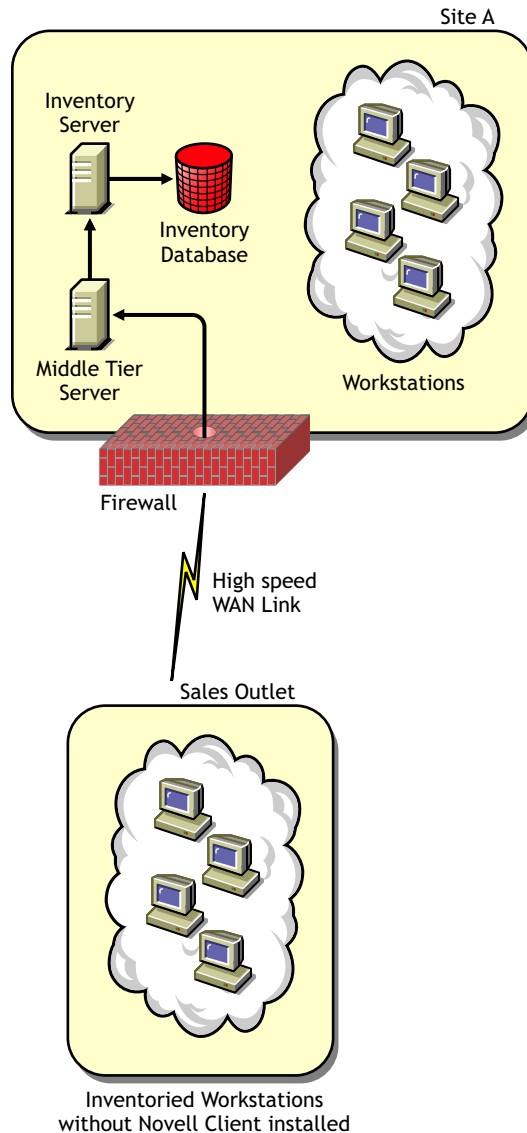 Site A
Inventory
Server
Inventory
Database
Middle Tier
Server
Workstations
Firewall
High speed
WAN Link
Sales Outlet
Inventoried Workstations
without Novell Client installed